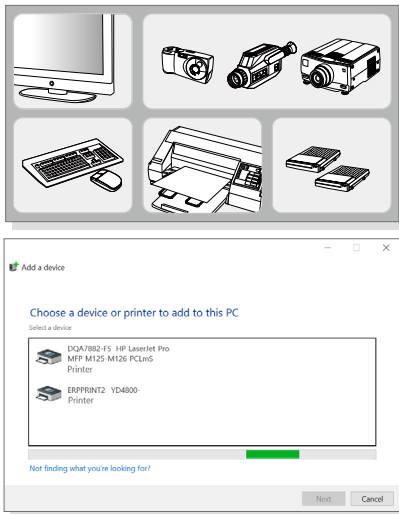 Add a device
Choose a device or printer to add to this PC
Select a device
DQA7882-F5 HP LaserJet Pro
MFP M125-M126 PCLmS
Printer
ERPPRINT2 YD4800-
Printer
Not finding what you're looking for?
Next Cancel